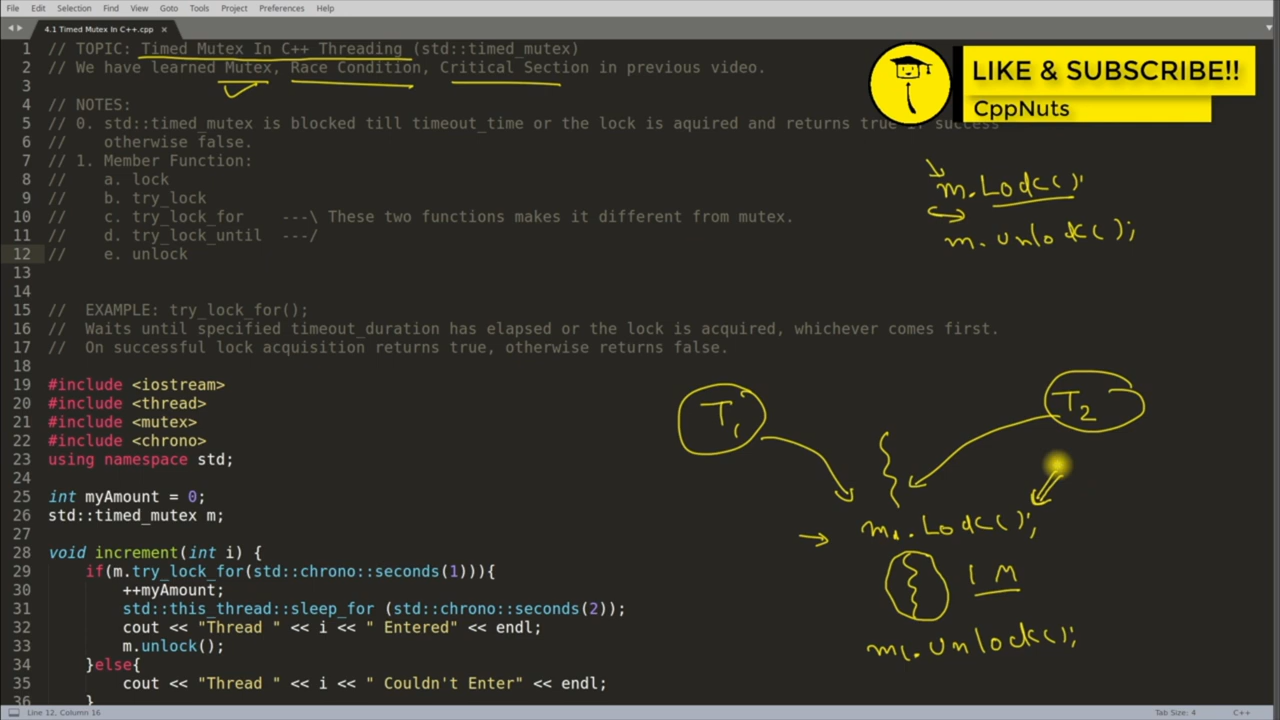 File Edit Selection Find View Goto Tools Project Preferences Help
4.1 Timed Mutex In C++.cpp
1 // TOPIC: Timed Mutex In C++ Threading (std::timed_mutex)
2 // We have learned Mutex, Race Condition, Critical Section in previous video.
3
4 // NOTES:
5 // 0. std::timed_mutex is blocked till timeout_time or the lock is aquired and returns true if success
6 // otherwise false.
7 // 1. Member Function:
8 // a. lock
9 // b. try_lock
10 // c. try_lock_for ---\ These two functions makes it different from mutex.
11 // d. try_lock_until ---/
12 // e. unlock
13
14
15 // EXAMPLE: try_lock_for();
16 // Waits until specified timeout_duration has elapsed or the lock is acquired, whichever comes first.
17 // On successful lock acquisition returns true, otherwise returns false.
18
19 #include <iostream>
20 #include <thread>
21 #include <mutex>
22 #include <chrono>
23 using namespace std;
24
25 int myAmount = 0;
26 std::timed_mutex m;
27
28 void increment(int i) {
29 if(m.try_lock_for(std::chrono::seconds(1))){
30 ++myAmount;
31 std::this_thread::sleep_for (std::chrono::seconds(2));
32 cout << "Thread " << i << " Entered" << endl;
33 m.unlock();
34 }else{
35 cout << "Thread " << i << " Couldn't Enter" << endl;
36 }
LIKE & SUBSCRIBE!!
CppNuts
m.Lock();
m.unlock();
T1
T2
m1.Lock();
1 M
m1.unlock();
Line 12, Column 16
Tab Size: 4
C++